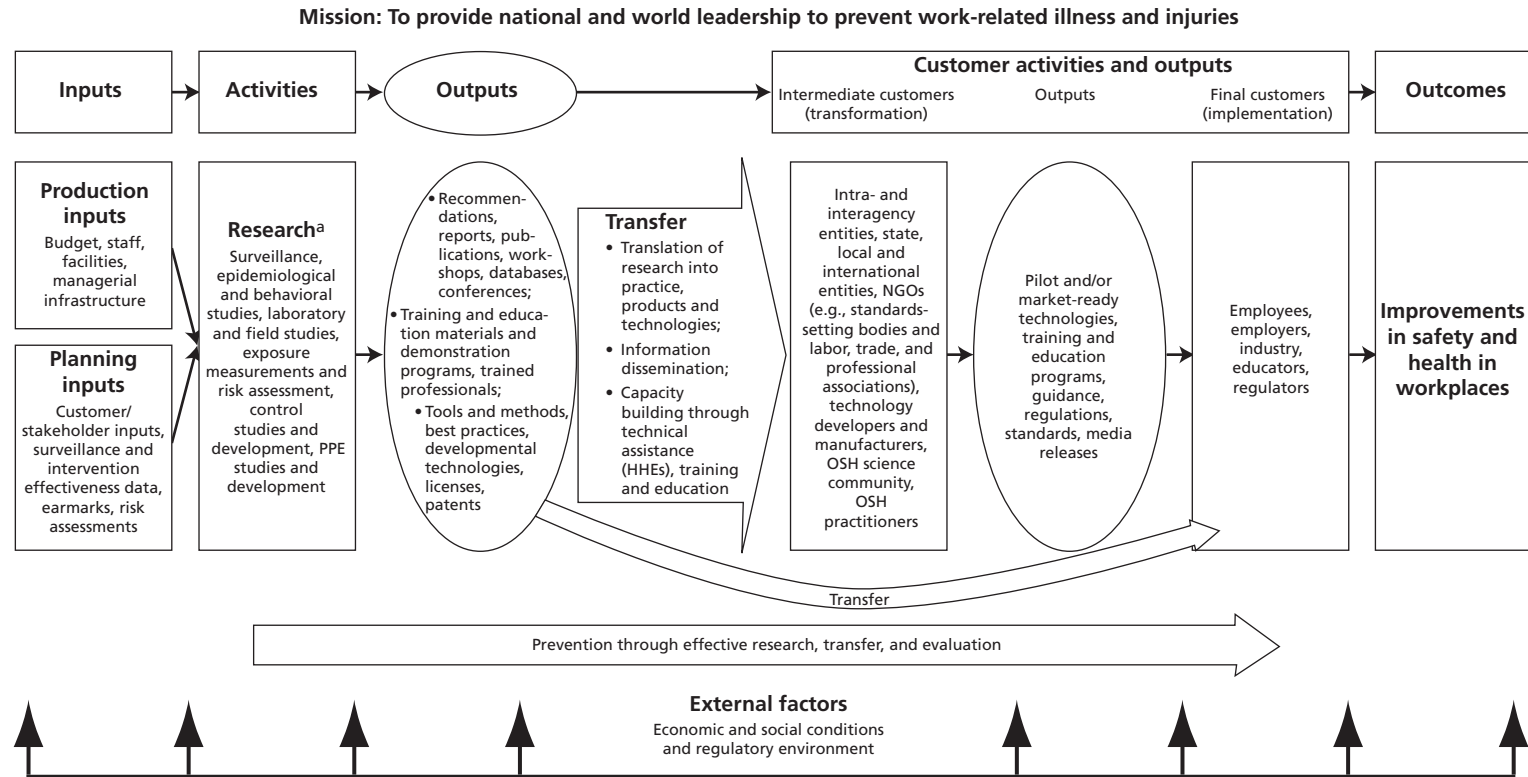 Mission: To provide national and world leadership to prevent work-related illness and injuries
Inputs
Activities
Outputs
Customer activities and outputs
Intermediate customers
(transformation)
Outputs
Final customers
(implementation)
Outcomes
Production
inputs
Budget, staff,
facilities,
managerial
infrastructure
Planning
inputs
Customer/
stakeholder inputs,
surveillance and
intervention
effectiveness data,
earmarks, risk
assessments
Researchᵃ
Surveillance,
epidemiological
and behavioral
studies, laboratory
and field studies,
exposure
measurements and
risk assessment,
control
studies and
development, PPE
studies and
development
• Recommen-
dations,
reports, pub-
lications, work-
shops, databases,
conferences;
• Training and educa-
tion materials and
demonstration
programs, trained
professionals;
• Tools and methods,
best practices,
developmental
technologies,
licenses,
patents
Transfer
• Translation of
research into
practice,
products and
technologies;
• Information
dissemination;
• Capacity
building through
technical
assistance
(HHEs), training
and education
Intra- and
interagency
entities, state,
local and
international
entities, NGOs
(e.g., standards-
setting bodies and
labor, trade, and
professional
associations),
technology
developers and
manufacturers,
OSH science
community,
OSH
practitioners
Pilot and/or
market-ready
technologies,
training and
education
programs,
guidance,
regulations,
standards, media
releases
Employees,
employers,
industry,
educators,
regulators
Improvements
in safety and
health in
workplaces
Transfer
Prevention through effective research, transfer, and evaluation
External factors
Economic and social conditions
and regulatory environment